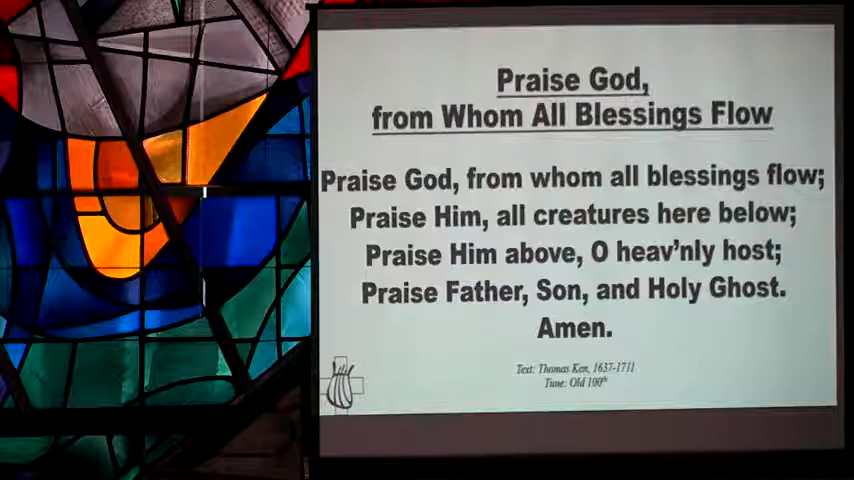 Praise God,
from Whom All Blessings Flow
Praise God, from whom all blessings flow;
Praise Him, all creatures here below;
Praise Him above, O heav’nly host;
Praise Father, Son, and Holy Ghost.
Amen.
Text: Thomas Ken, 1637-1711
Tune: Old 100th